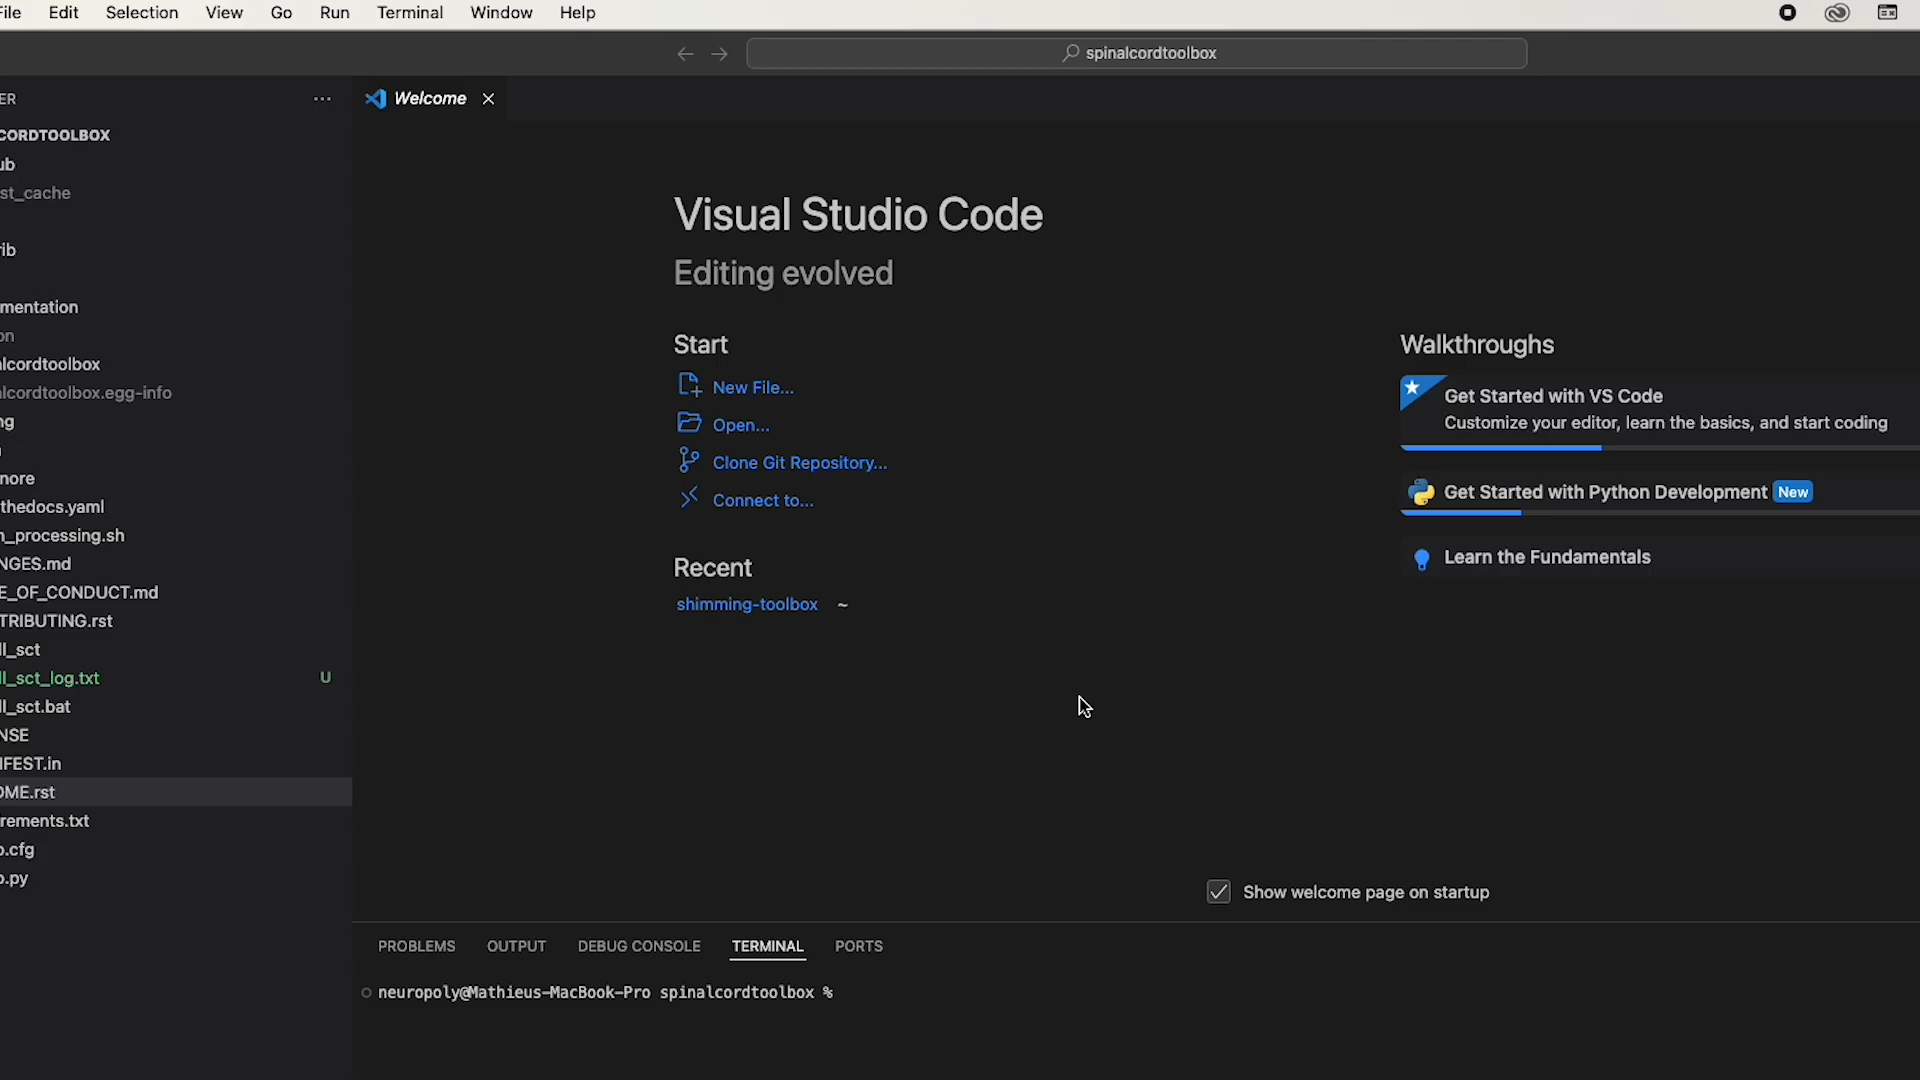 File Edit Selection View Go Run Terminal Window Help
spinalcordtoolbox
ER
Welcome
CORDTOOLBOX
ub
st_cache
rib
mentation
on
lcordtoolbox
lcordtoolbox.egg-info
ng
nore
thedocs.yaml
_processing.sh
NGES.md
E_OF_CONDUCT.md
TRIBUTING.rst
ll_sct
ll_sct_log.txt U
ll_sct.bat
NSE
IFEST.in
OME.rst
rements.txt
p.cfg
p.py
Visual Studio Code
Editing evolved
Start
New File...
Open...
Clone Git Repository...
Connect to...
Recent
shimming-toolbox ~
Walkthroughs
Get Started with VS Code
Customize your editor, learn the basics, and start coding
Get Started with Python Development New
Learn the Fundamentals
Show welcome page on startup
PROBLEMS OUTPUT DEBUG CONSOLE TERMINAL PORTS
neuropoly@Mathieus-MacBook-Pro spinalcordtoolbox %